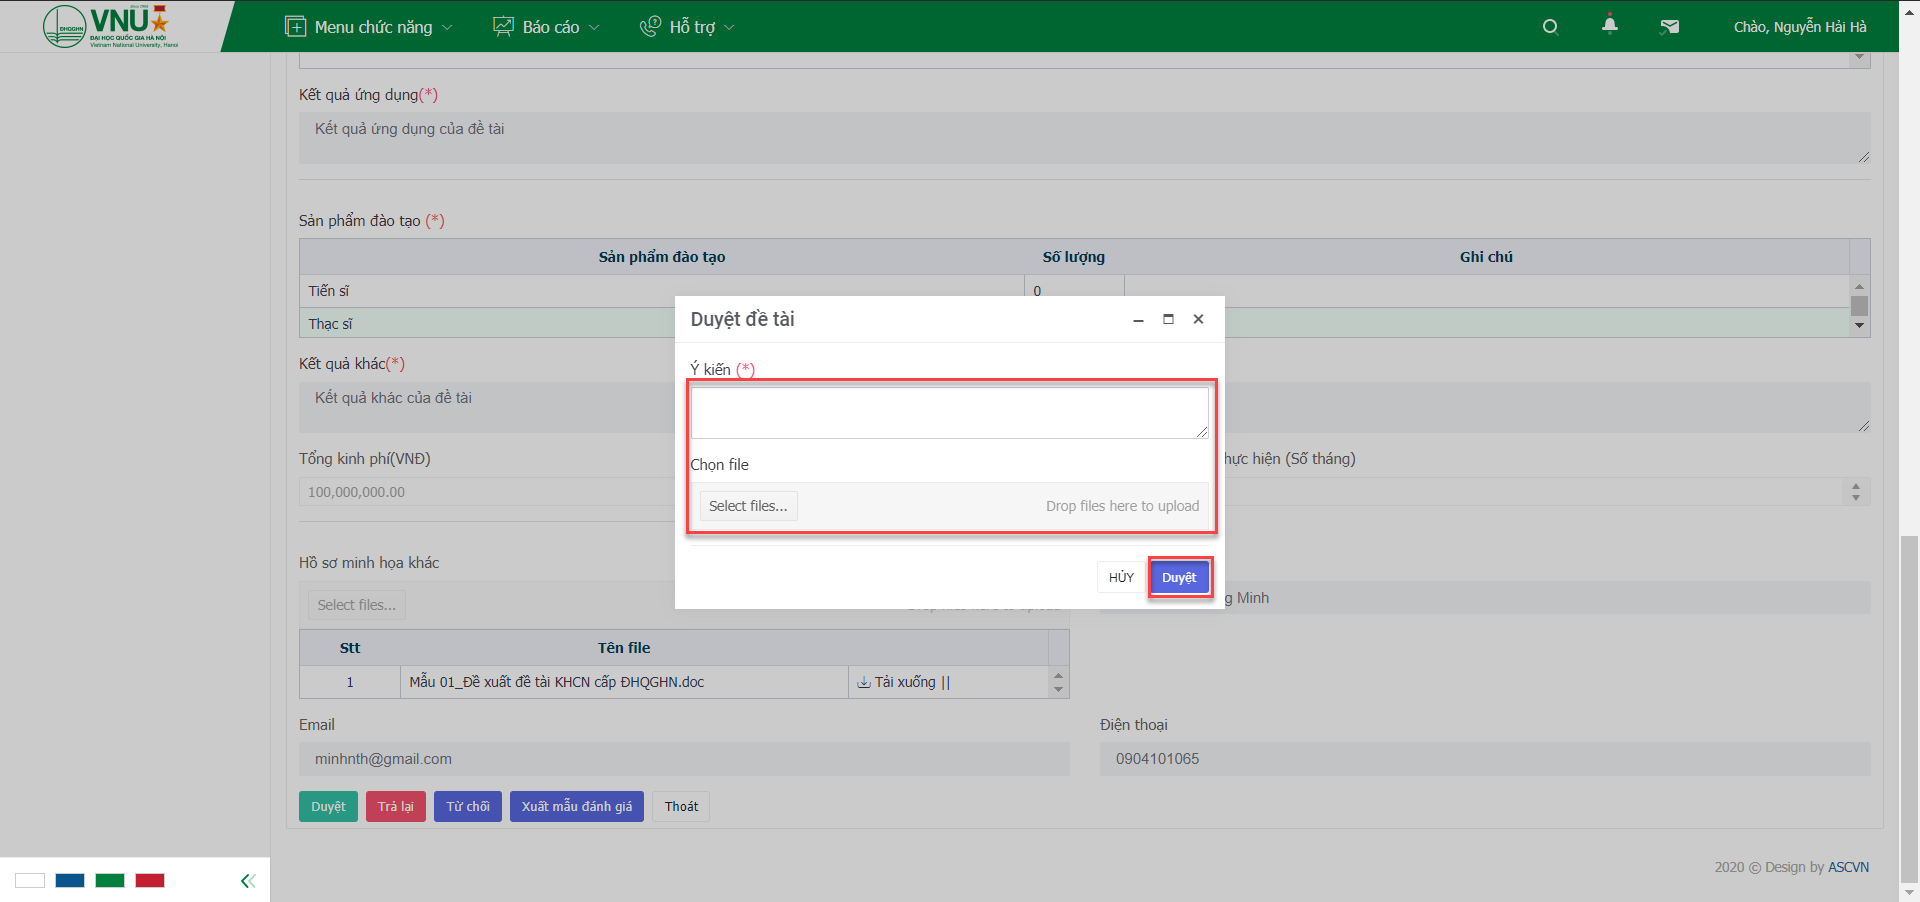 ĐHQGHN
Since 1906
VNU
ĐẠI HỌC QUỐC GIA HÀ NỘI
Vietnam National University, Hanoi
Menu chức năng
Báo cáo
Hỗ trợ
Chào, Nguyễn Hải Hà
Kết quả ứng dụng(*)
Kết quả ứng dụng của đề tài
Sản phẩm đào tạo (*)
Sản phẩm đào tạo Số lượng Ghi chú
Tiến sĩ 0
Thạc sĩ
Duyệt đề tài
Ý kiến (*)
Chọn file
Select files... Drop files here to upload
HỦY Duyệt
Kết quả khác(*)
Kết quả khác của đề tài
Tổng kinh phí(VNĐ) hực hiện (Số tháng)
100,000,000.00
Hồ sơ minh họa khác
Select files... g Minh
Stt Tên file
1 Mẫu 01_Đề xuất đề tài KHCN cấp ĐHQGHN.doc Tải xuống ||
Email Điện thoại
minhnth@gmail.com 0904101065
Duyệt Trả lại Từ chối Xuất mẫu đánh giá Thoát
2020 © Design by ASCVN